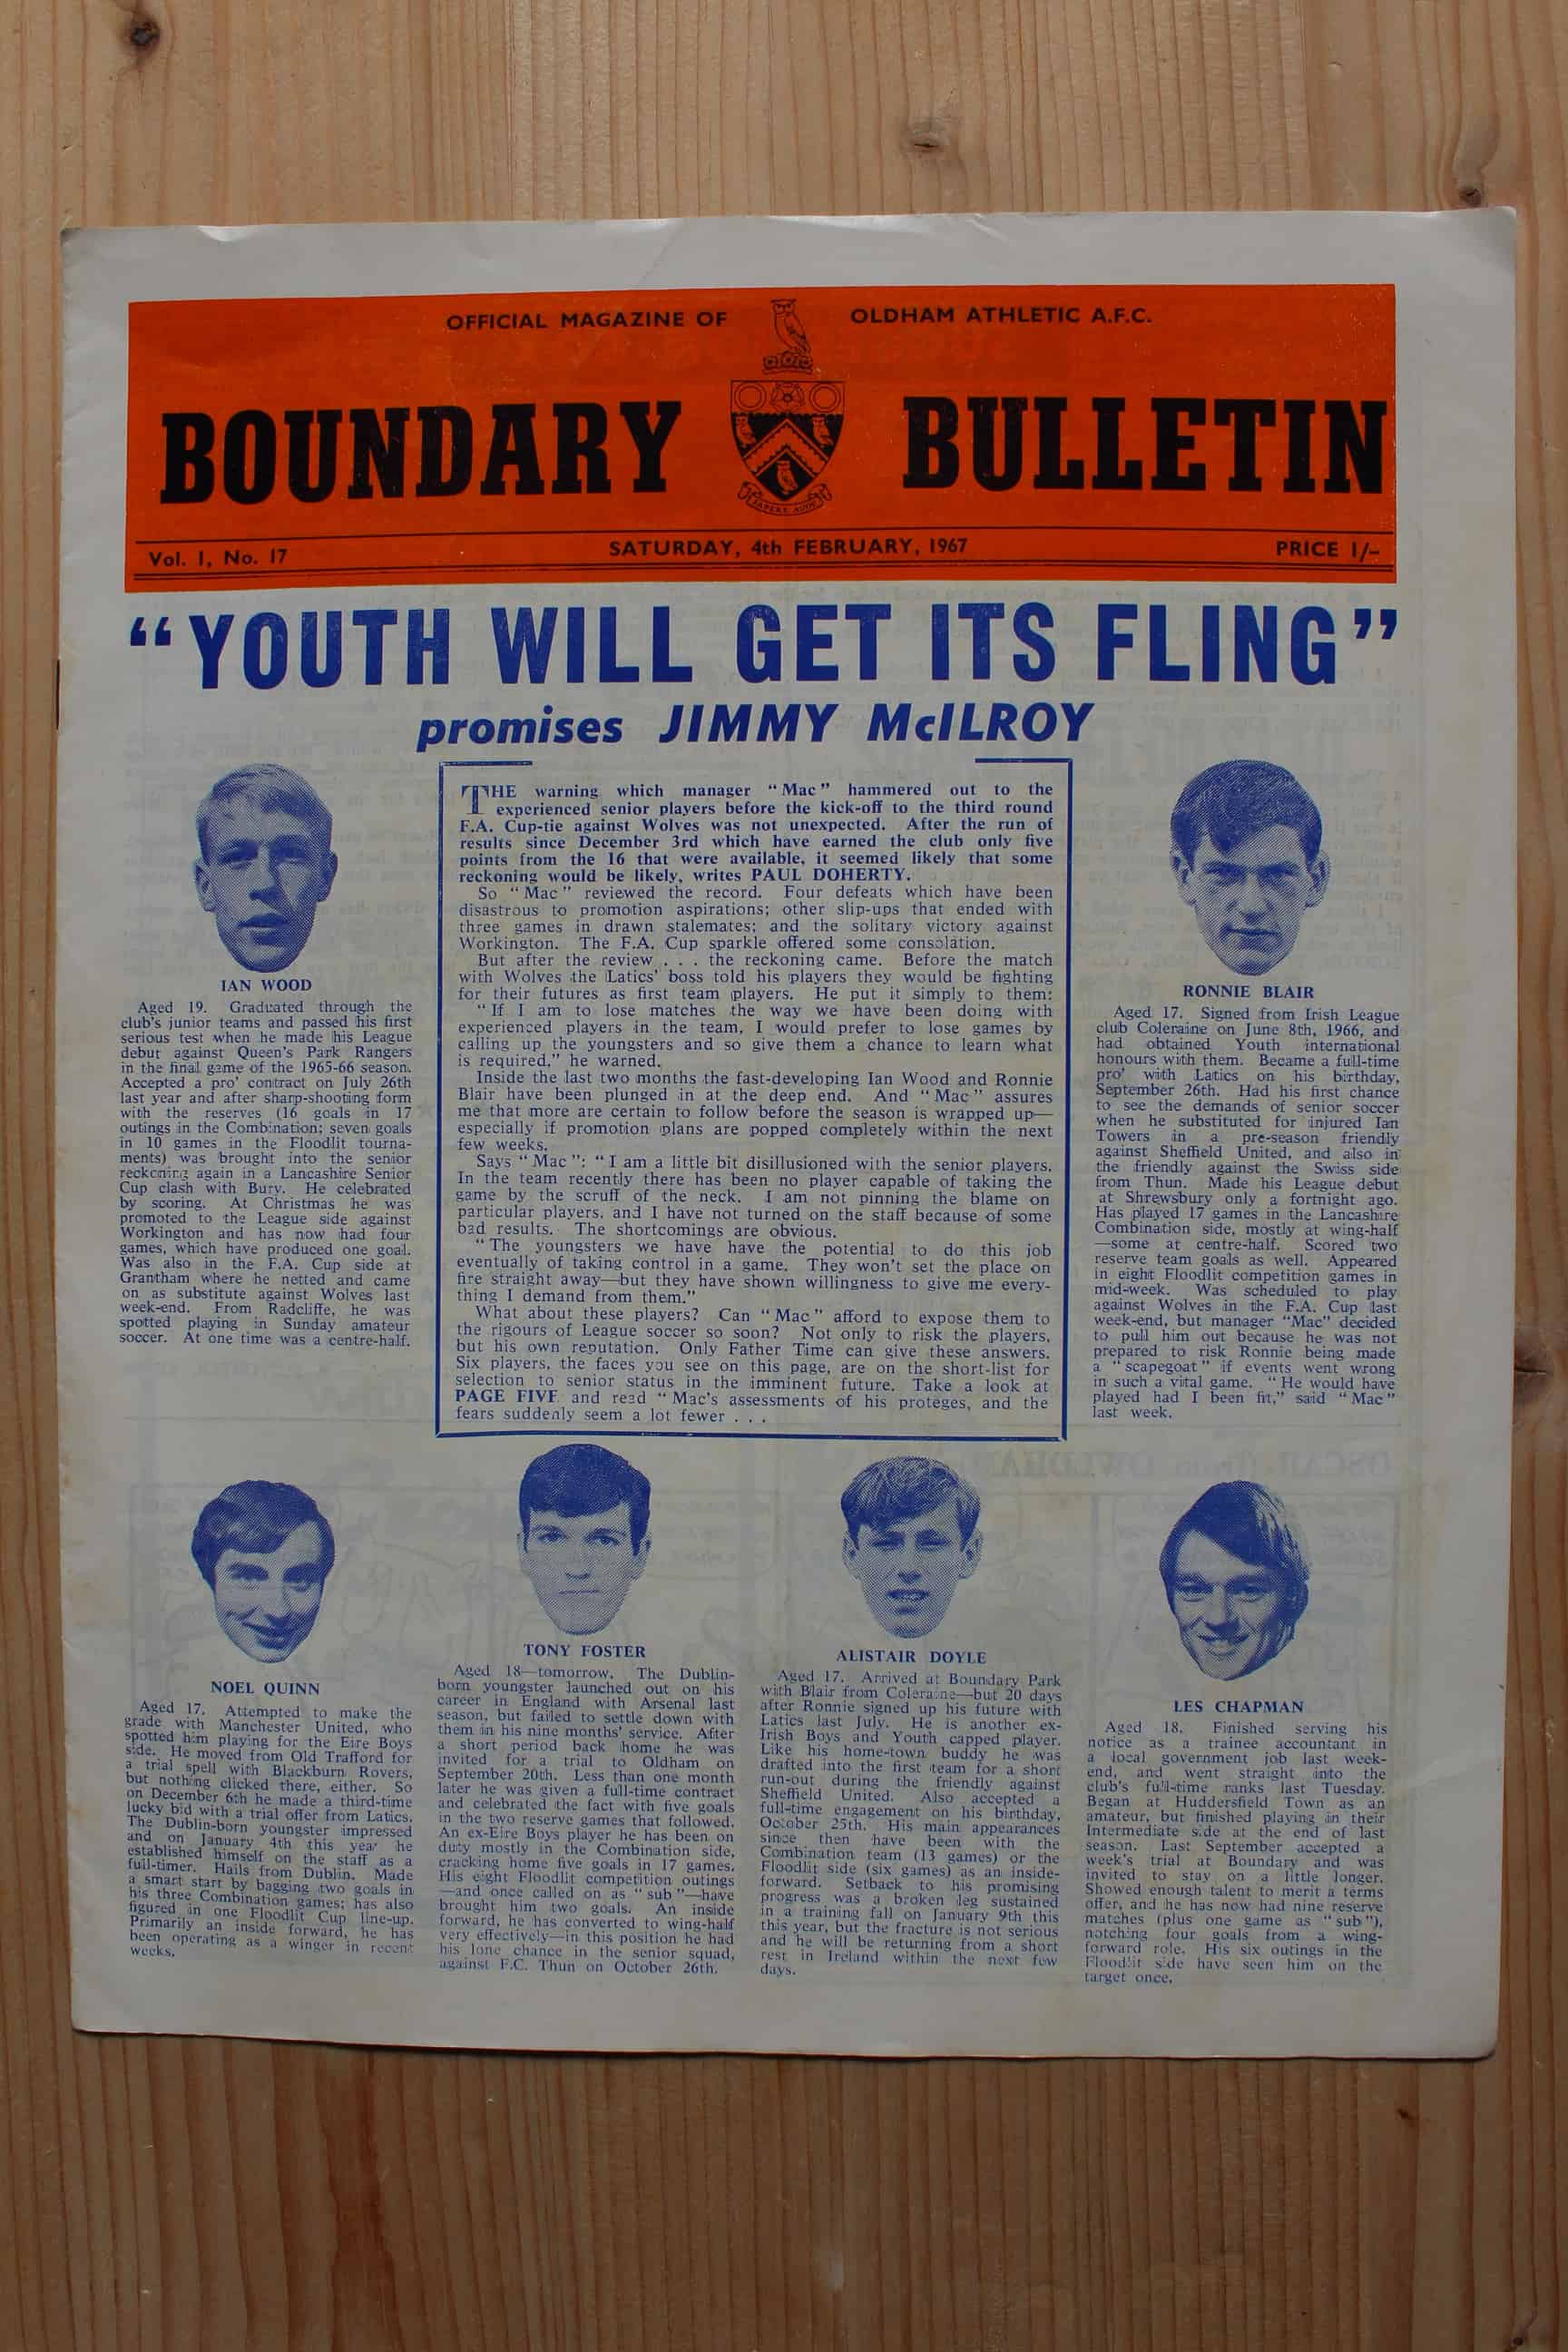 OFFICIAL MAGAZINE OF OLDHAM ATHLETIC A.F.C.
BOUNDARY BULLETIN
SAPERE AUDE
Vol. 1, No. 17 SATURDAY, 4th FEBRUARY, 1967 PRICE 1/-
"YOUTH WILL GET ITS FLING"
promises JIMMY McILROY
IAN WOOD
Aged 19. Graduated through the
club's junior teams and passed his first
serious test when he made his League
debut against Queen's Park Rangers
in the final game of the 1965-66 season.
Accepted a pro' contract on July 26th
last year and after sharp-shooting form
with the reserves (16 goals in 17
outings in the Combination; seven goals
in 10 games in the Floodlit tourna-
ments) was brought into the senior
reckoning again in a Lancashire Senior
Cup clash with Bury. He celebrated
by scoring. At Christmas he was
promoted to the League side against
Workington and has now had four
games, which have produced one goal.
Was also in the F.A. Cup side at
Grantham where he netted and came
on as substitute against Wolves last
week-end. From Radcliffe, he was
spotted playing in Sunday amateur
soccer. At one time was a centre-half.
THE warning which manager "Mac" hammered out to the
experienced senior players before the kick-off to the third round
F.A. Cup-tie against Wolves was not unexpected. After the run of
results since December 3rd which have earned the club only five
points from the 16 that were available, it seemed likely that some
reckoning would be likely, writes PAUL DOHERTY.
So "Mac" reviewed the record. Four defeats which have been
disastrous to promotion aspirations; other slip-ups that ended with
three games in drawn stalemates; and the solitary victory against
Workington. The F.A. Cup sparkle offered some consolation.
But after the review . . . the reckoning came. Before the match
with Wolves the Latics' boss told his players they would be fighting
for their futures as first team players. He put it simply to them:
"If I am to lose matches the way we have been doing with
experienced players in the team, I would prefer to lose games by
calling up the youngsters and so give them a chance to learn what
is required," he warned.
Inside the last two months the fast-developing Ian Wood and Ronnie
Blair have been plunged in at the deep end. And "Mac" assures
me that more are certain to follow before the season is wrapped up—
especially if promotion plans are popped completely within the next
few weeks.
Says "Mac": "I am a little bit disillusioned with the senior players.
In the team recently there has been no player capable of taking the
game by the scruff of the neck. I am not pinning the blame on
particular players, and I have not turned on the staff because of some
bad results. The shortcomings are obvious.
"The youngsters we have have the potential to do this job
eventually of taking control in a game. They won't set the place on
fire straight away—but they have shown willingness to give me every-
thing I demand from them."
What about these players? Can "Mac" afford to expose them to
the rigours of League soccer so soon? Not only to risk the players,
but his own reputation. Only Father Time can give these answers.
Six players, the faces you see on this page, are on the short-list for
selection to senior status in the imminent future. Take a look at
PAGE FIVE and read "Mac's assessments of his proteges, and the
fears suddenly seem a lot fewer . . .
RONNIE BLAIR
Aged 17. Signed from Irish League
club Coleraine on June 8th, 1966, and
had obtained Youth international
honours with them. Became a full-time
pro' with Latics on his birthday,
September 26th. Had his first chance
to see the demands of senior soccer
when he substituted for injured Ian
Towers in a pre-season friendly
against Sheffield United, and also in
the friendly against the Swiss side
from Thun. Made his League debut
at Shrewsbury only a fortnight ago.
Has played 17 games in the Lancashire
Combination side, mostly at wing-half
—some at centre-half. Scored two
reserve team goals as well. Appeared
in eight Floodlit competition games in
mid-week. Was scheduled to play
against Wolves in the F.A. Cup last
week-end, but manager "Mac" decided
to pull him out because he was not
prepared to risk Ronnie being made
a "scapegoat" if events went wrong
in such a vital game. "He would have
played had I been fit," said "Mac"
last week.
NOEL QUINN
Aged 17. Attempted to make the
grade with Manchester United, who
spotted him playing for the Eire Boys
side. He moved from Old Trafford for
a trial spell with Blackburn Rovers,
but nothing clicked there, either. So
on December 6th he made a third-time
lucky bid with a trial offer from Latics.
The Dublin-born youngster impressed
and on January 4th this year he
established himself on the staff as a
full-timer. Hails from Dublin. Made
a smart start by bagging two goals in
his three Combination games; has also
figured in one Floodlit Cup line-up.
Primarily an inside forward, he has
been operating as a winger in recent
weeks.
TONY FOSTER
Aged 18—tomorrow. The Dublin-
born youngster launched out on his
career in England with Arsenal last
season, but failed to settle down with
them in his nine months' service. After
a short period back home he was
invited for a trial to Oldham on
September 20th. Less than one month
later he was given a full-time contract
and celebrated the fact with five goals
in the two reserve games that followed.
An ex-Eire Boys player he has been on
duty mostly in the Combination side,
cracking home five goals in 17 games.
His eight Floodlit competition outings
—and once called on as "sub"—have
brought him two goals. An inside
forward, he has converted to wing-half
very effectively—in this position he had
his lone chance in the senior squad,
against F.C. Thun on October 26th.
ALISTAIR DOYLE
Aged 17. Arrived at Boundary Park
with Blair from Coleraine—but 20 days
after Ronnie signed up his future with
Latics last July. He is another ex-
Irish Boys and Youth capped player.
Like his home-town buddy he was
drafted into the first team for a short
run-out during the friendly against
Sheffield United. Also accepted a
full-time engagement on his birthday,
October 25th. His main appearances
since then have been with the
Combination team (13 games) or the
Floodlit side (six games) as an inside-
forward. Setback to his promising
progress was a broken leg sustained
in a training fall on January 9th this
this year, but the fracture is not serious
and he will be returning from a short
rest in Ireland within the next few
days.
LES CHAPMAN
Aged 18. Finished serving his
notice as a trainee accountant in
a local government job last week-
end, and went straight into the
club's full-time ranks last Tuesday.
Began at Huddersfield Town as an
amateur, but finished playing in their
Intermediate side at the end of last
season. Last September accepted a
week's trial at Boundary and was
invited to stay on a little longer.
Showed enough talent to merit a terms
offer, and he has now had nine reserve
matches (plus one game as "sub"),
notching four goals from a wing-
forward role. His six outings in the
Floodlit side have seen him on the
target once.